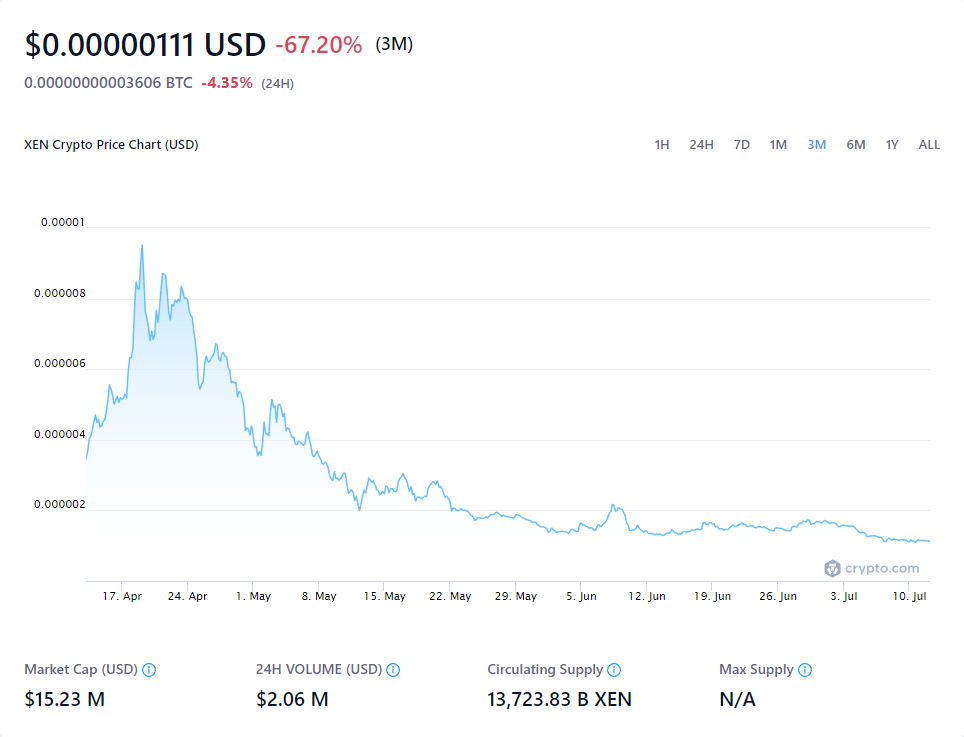 $0.00000111 USD -67.20% (3M)
0.00000000003606 BTC -4.35% (24H)
XEN Crypto Price Chart (USD) 1H 24H 7D 1M 3M 6M 1Y ALL
0.00001
0.000008
0.000006
0.000004
0.000002
crypto.com
17. Apr 24. Apr 1. May 8. May 15. May 22. May 29. May 5. Jun 12. Jun 19. Jun 26. Jun 3. Jul 10. Jul
Market Cap (USD) 24H VOLUME (USD) Circulating Supply Max Supply
$15.23 M $2.06 M 13,723.83 B XEN N/A